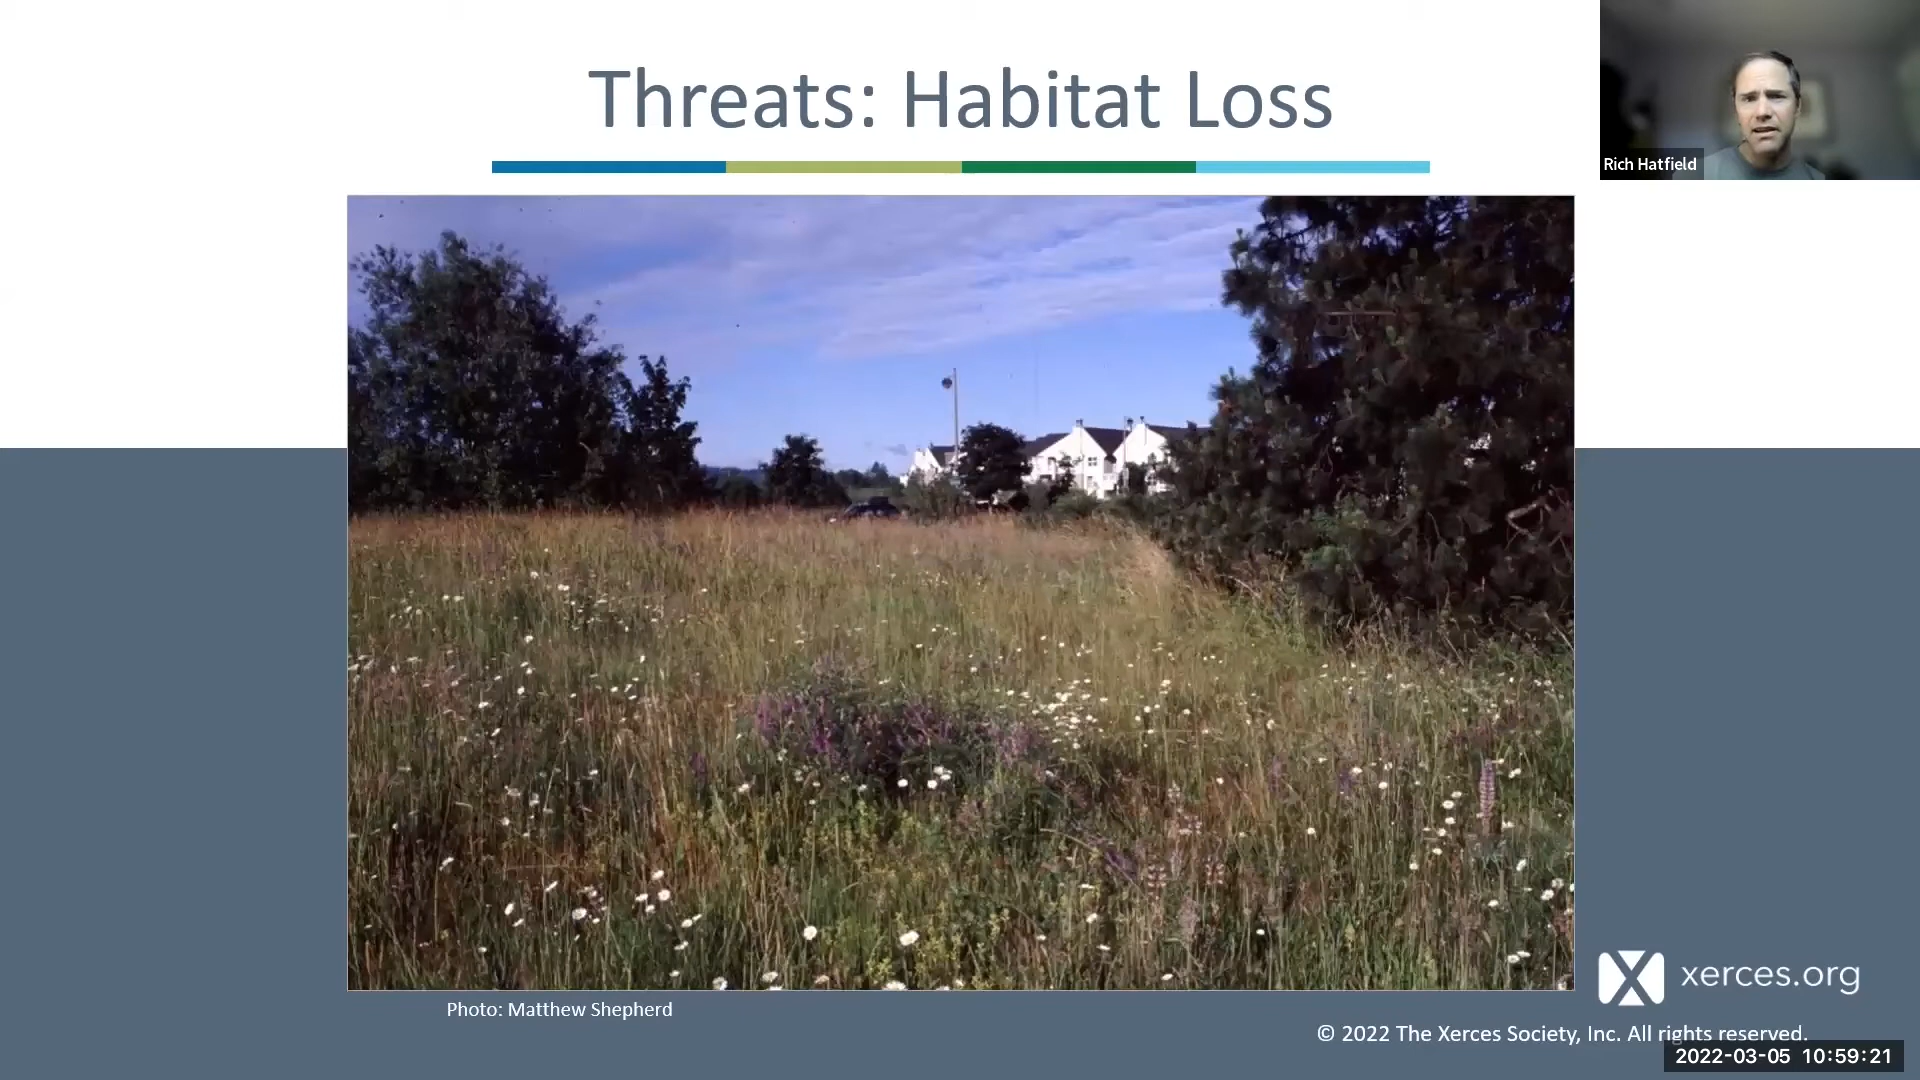 Threats: Habitat Loss
Rich Hatfield
Photo: Matthew Shepherd
xerces.org
© 2022 The Xerces Society, Inc. All rights reserved.
2022-03-05 10:59:21